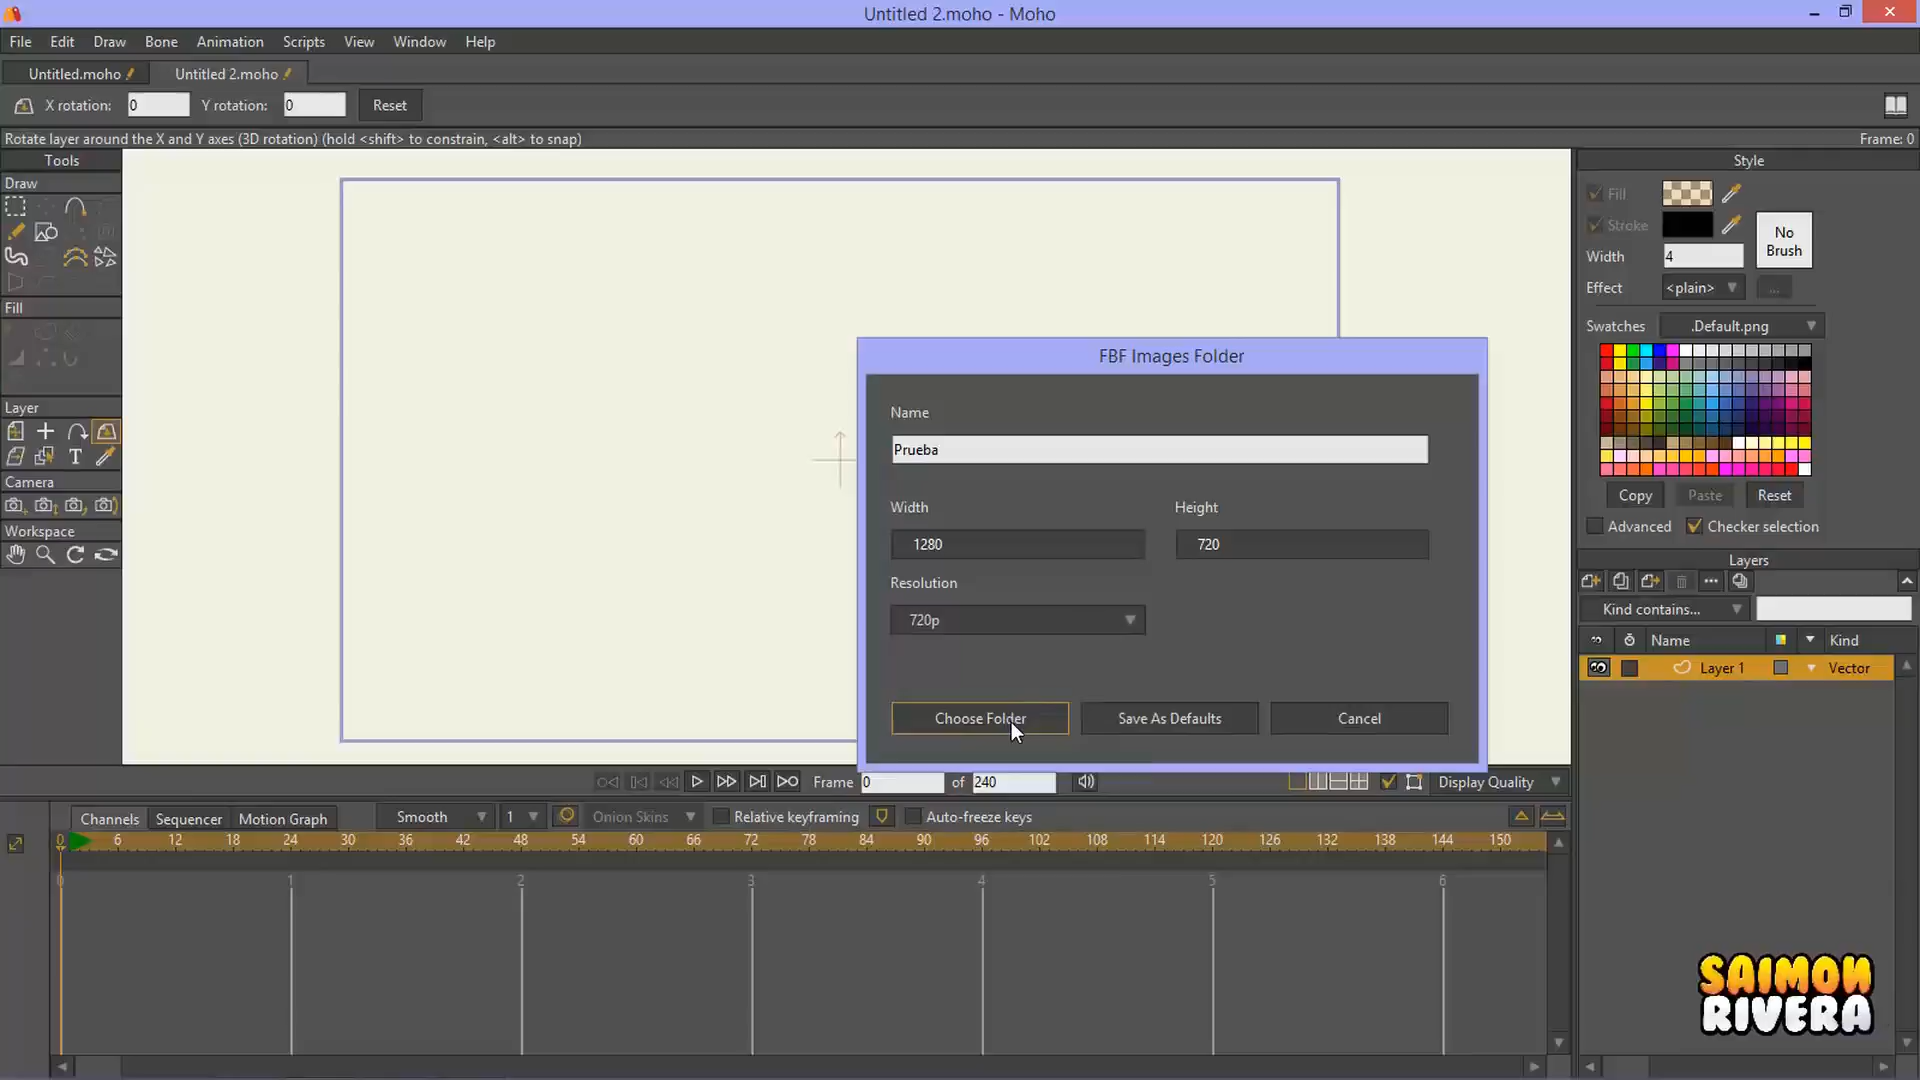 Untitled 2.moho - Moho
File Edit Draw Bone Animation Scripts View Window Help
Untitled.moho Untitled 2.moho
X rotation: 0 Y rotation: 0 Reset
Rotate layer around the X and Y axes (3D rotation) (hold <shift> to constrain, <alt> to snap) Frame: 0
Tools
Draw
Fill
Layer
T
Camera
Workspace
FBF Images Folder
Name
Prueba
Width Height
1280 720
Resolution
720p
Choose Folder Save As Defaults Cancel
Style
Fill
Stroke
No
Brush
Width 4
Effect <plain> ...
Swatches .Default.png
Copy Paste Reset
Advanced Checker selection
Layers
Kind contains...
Name Kind
Layer 1 Vector
Frame 0 of 240 Display Quality
Channels Sequencer Motion Graph Smooth 1 Onion Skins Relative keyframing Auto-freeze keys
0 6 12 18 24 30 36 42 48 54 60 66 72 78 84 90 96 102 108 114 120 126 132 138 144 150
0 1 2 3 4 5 6
SAIMON
RIVERA